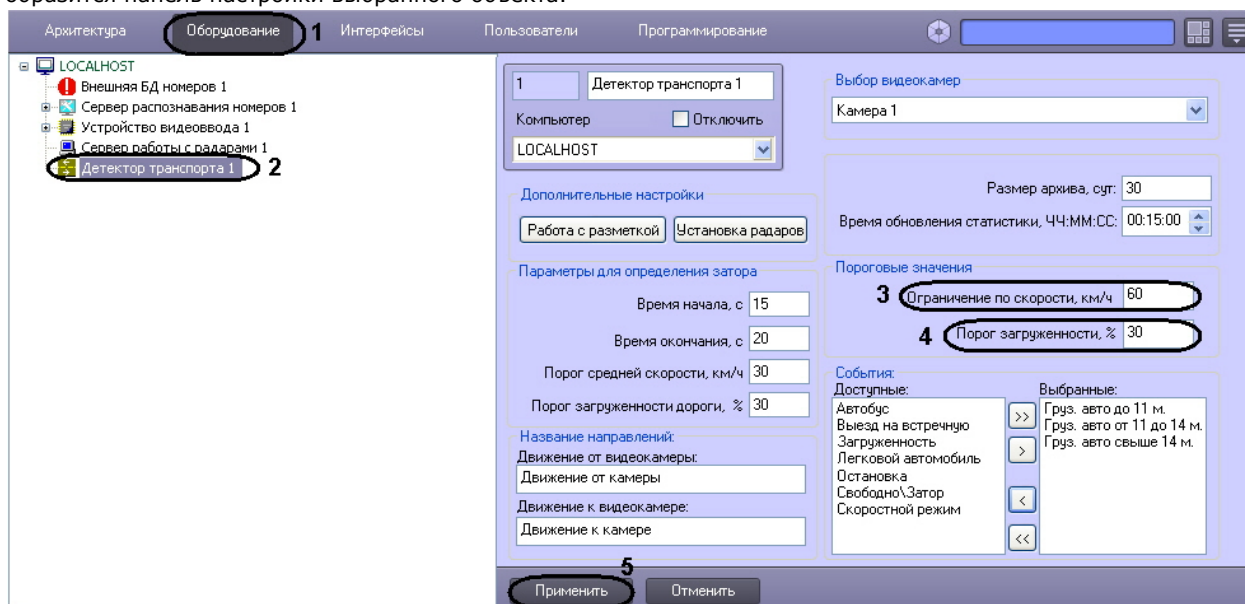 образится панель настройки выбранного объекта.
Архитектура Оборудование 1 Интерфейсы Пользователи Программирование
LOCALHOST
Внешняя БД номеров 1
Сервер распознавания номеров 1
Устройство видеоввода 1
Сервер работы с радарами 1
Детектор транспорта 1 2
1 Детектор транспорта 1
Компьютер Отключить
LOCALHOST
Дополнительные настройки
Работа с разметкой Установка радаров
Параметры для определения затора
Время начала, с 15
Время окончания, с 20
Порог средней скорости, км/ч 30
Порог загруженности дороги, % 30
Название направлений:
Движение от видеокамеры:
Движение от камеры
Движение к видеокамере:
Движение к камере
Выбор видеокамер
Камера 1
Размер архива, сут: 30
Время обновления статистики, ЧЧ:ММ:СС: 00:15:00
Пороговые значения
3 Ограничение по скорости, км/ч 60
4 Порог загруженности, % 30
События:
Доступные:
Автобус
Выезд на встречную
Загруженность
Легковой автомобиль
Остановка
Свободно\Затор
Скоростной режим
>>
>
<
<<
Выбранные:
Груз. авто до 11 м.
Груз. авто от 11 до 14 м.
Груз. авто свыше 14 м.
5
Применить Отменить